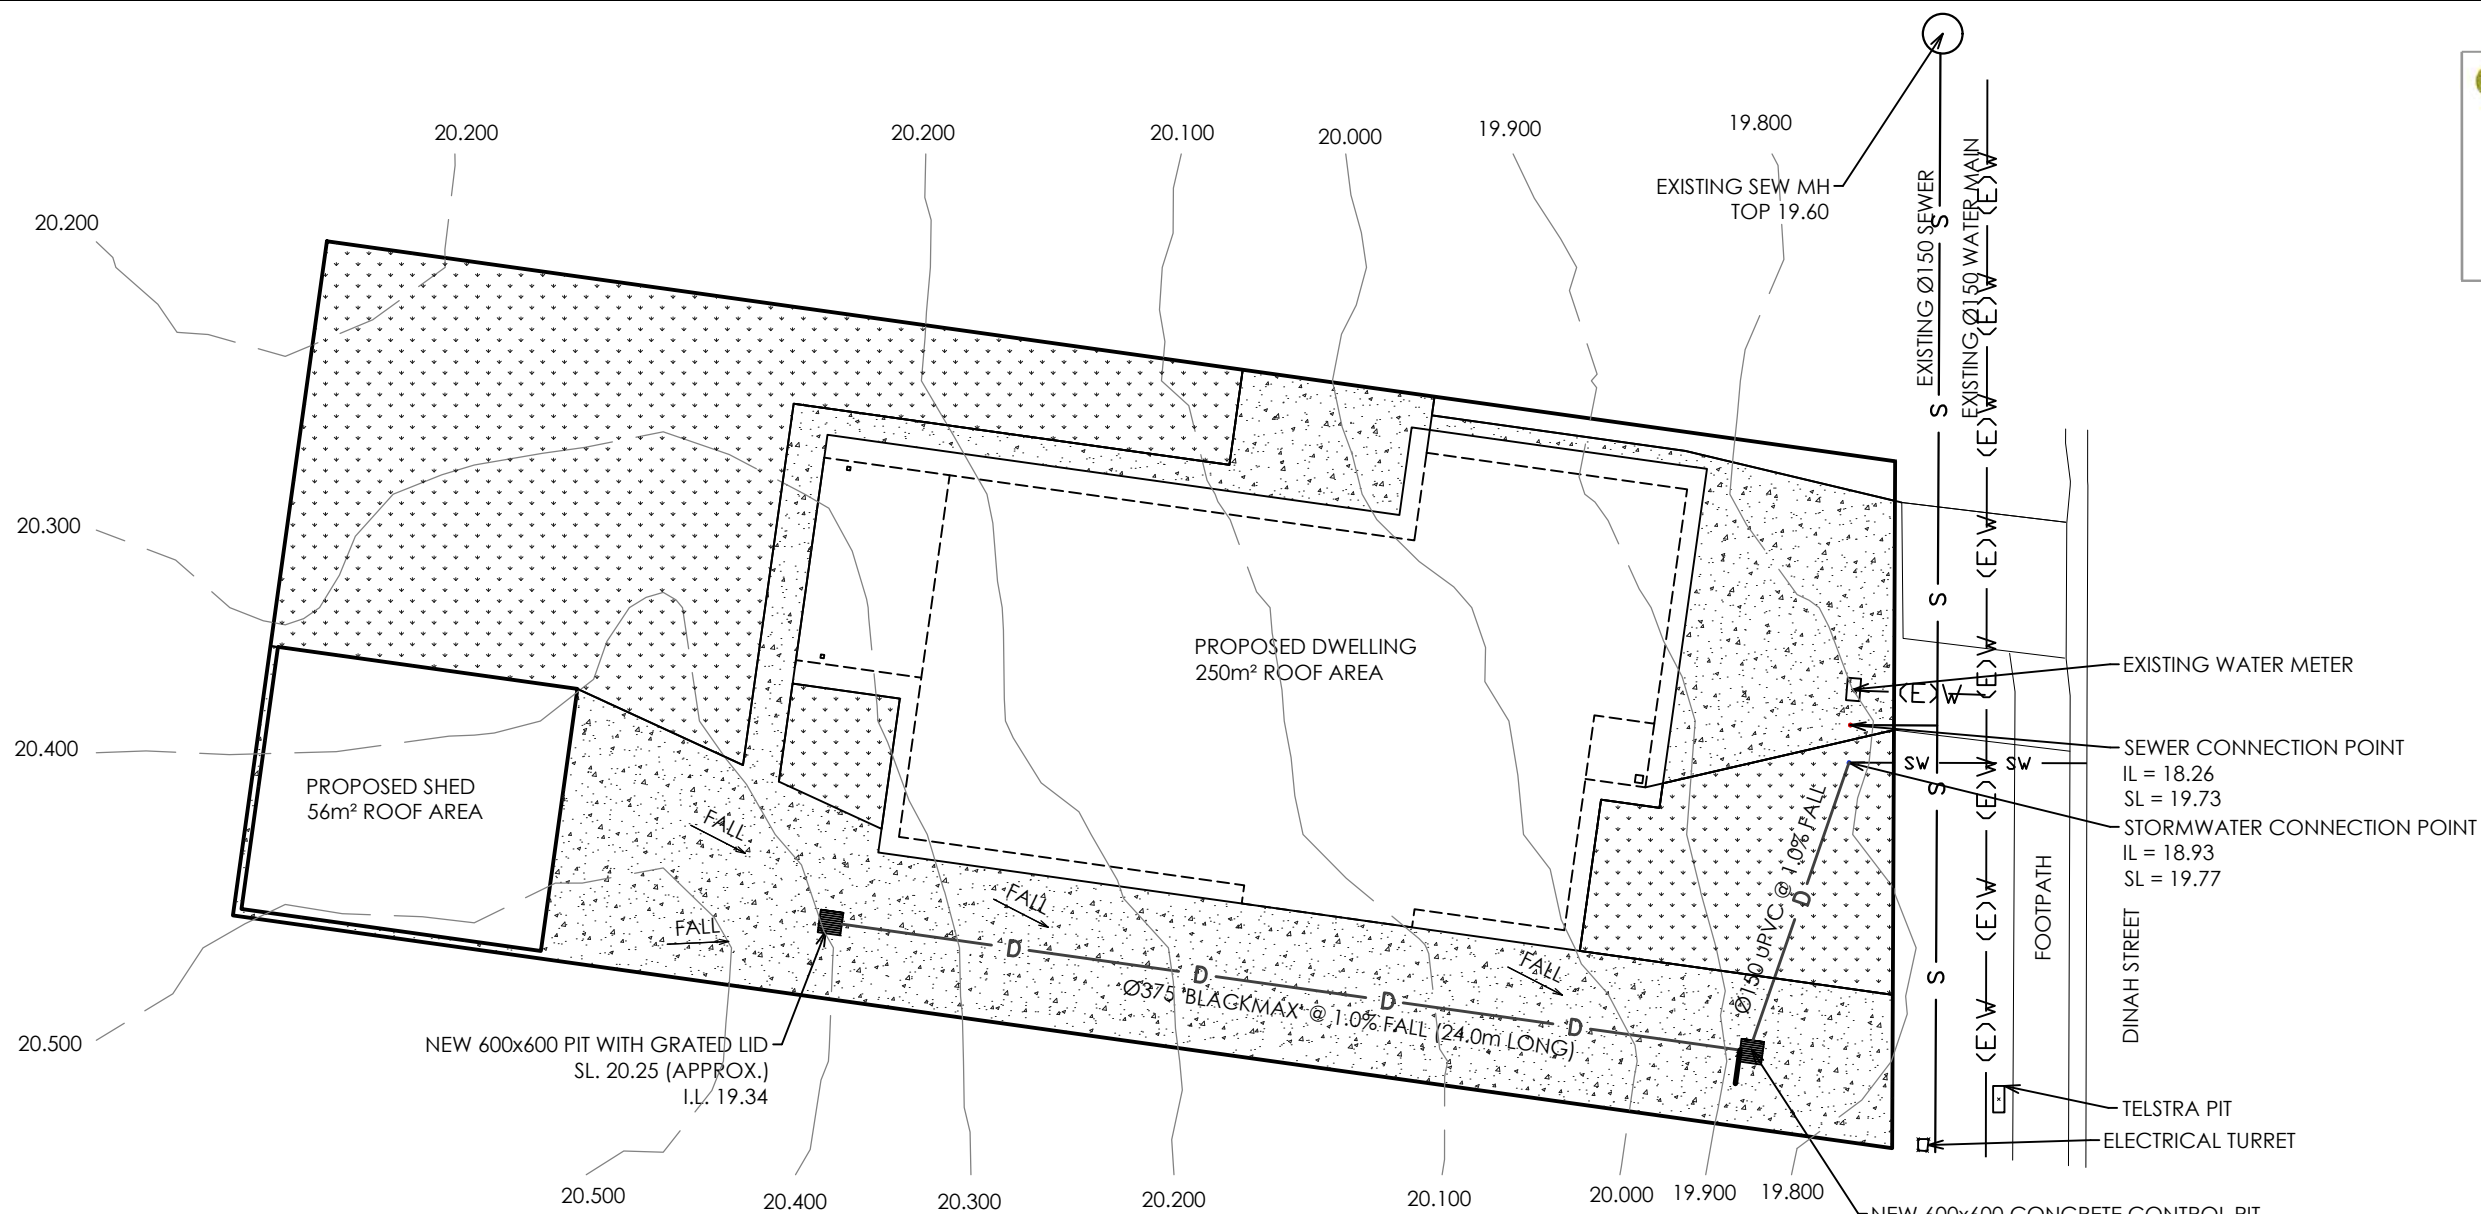 20.200
20.200
20.100
20.000
19.900
19.800
EXISTING SEW MH
TOP 19.60
EXISTING Ø150 SEWER
EXISTING Ø150 WATER MAIN
S
S
S
S
S
(E)W
(E)W
(E)W
(E)W
(E)W
(E)W
(E)W
(E)W
(E)W
20.200
20.300
20.400
20.500
PROPOSED DWELLING
250m² ROOF AREA
PROPOSED SHED
56m² ROOF AREA
EXISTING WATER METER
SEWER CONNECTION POINT
IL = 18.26
SL = 19.73
STORMWATER CONNECTION POINT
IL = 18.93
SL = 19.77
SW
SW
FALL
FALL
FALL
FALL
D
D
D
D
D
Ø375 'BLACKMAX' @ 1.0% FALL (24.0m LONG)
Ø150 uPVC @ 1.0% FALL
FOOTPATH
DINAH STREET
NEW 600x600 PIT WITH GRATED LID
SL. 20.25 (APPROX.)
I.L. 19.34
TELSTRA PIT
ELECTRICAL TURRET
20.500
20.400
20.300
20.200
20.100
20.000
19.900
19.800
NEW 600x600 CONCRETE CONTROL PIT